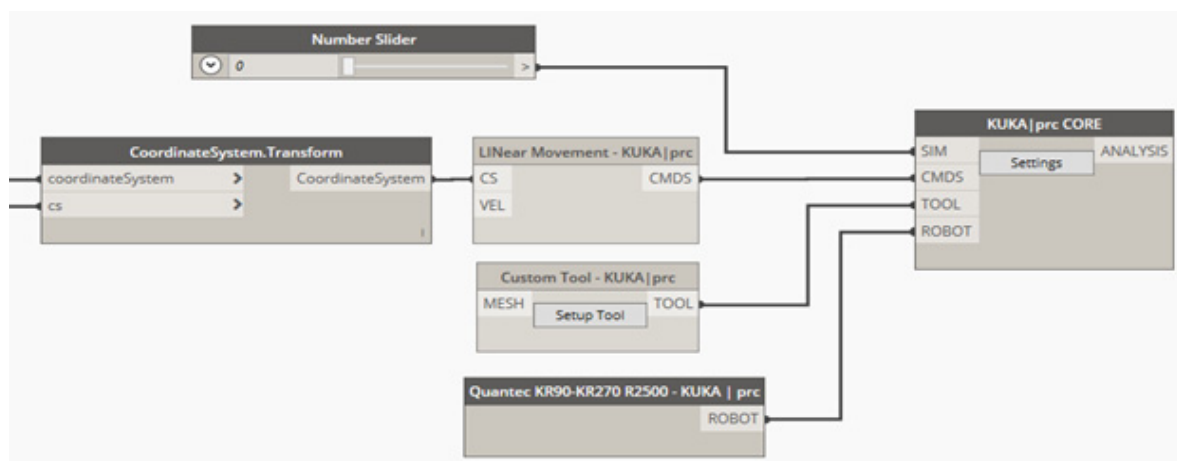 Number Slider
0 >
CoordinateSystem.Transform
coordinateSystem > CoordinateSystem
cs >
LINear Movement - KUKA|prc
CS CMDS
VEL
KUKA|prc CORE
SIM Settings ANALYSIS
CMDS
TOOL
ROBOT
Custom Tool - KUKA|prc
MESH Setup Tool TOOL
Quantec KR90-KR270 R2500 - KUKA | prc
ROBOT